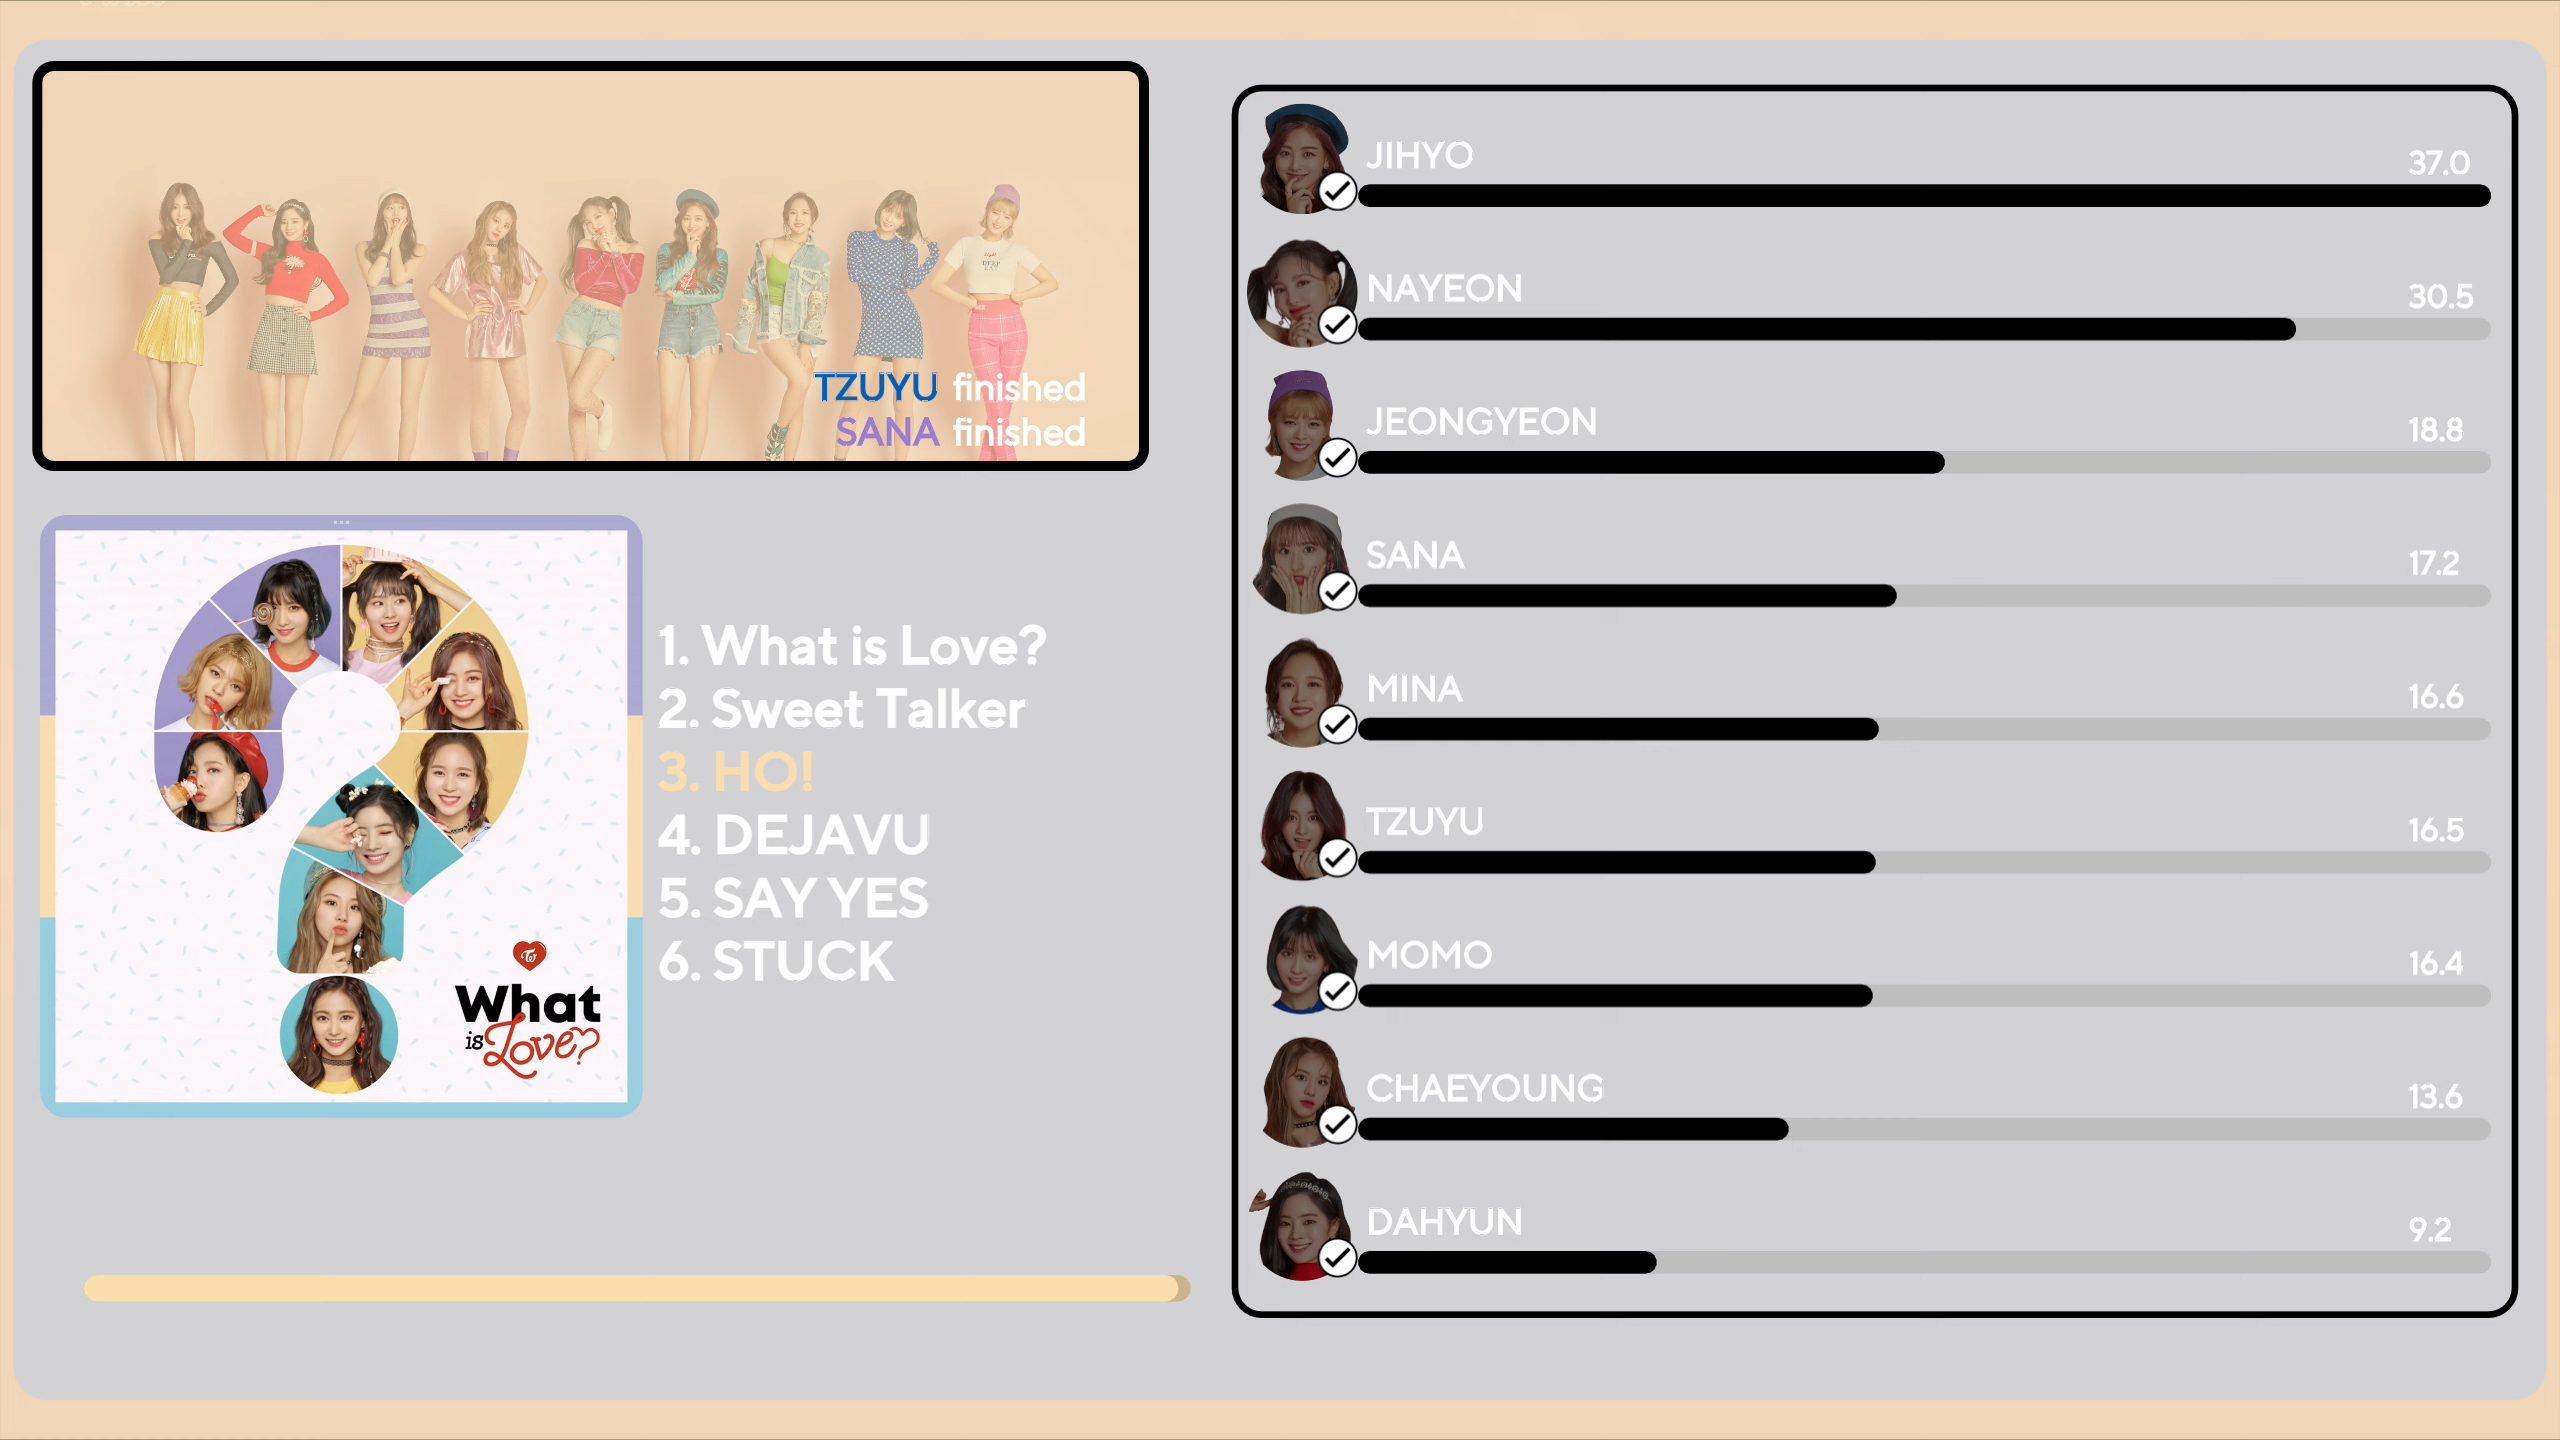 TZUYU finished
SANA finished
What
is Love?
1. What is Love?
2. Sweet Talker
3. HO!
4. DEJAVU
5. SAY YES
6. STUCK
JIHYO 37.0
NAYEON 30.5
JEONGYEON 18.8
SANA 17.2
MINA 16.6
TZUYU 16.5
MOMO 16.4
CHAEYOUNG 13.6
DAHYUN 9.2